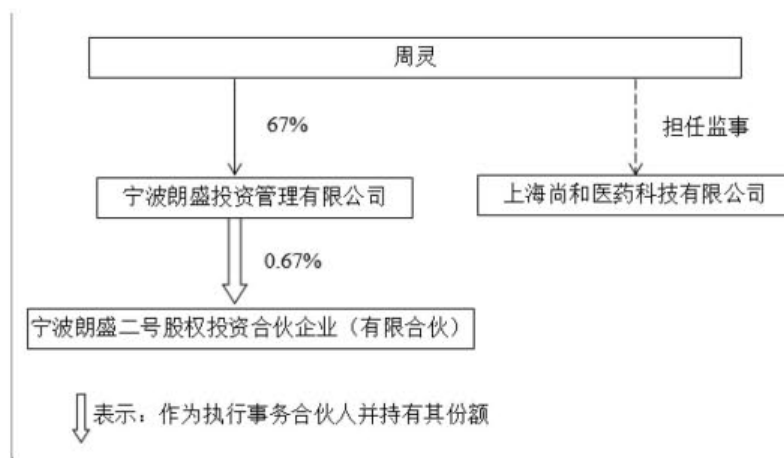 周灵
67%
担任监事
宁波朗盛投资管理有限公司
上海尚和医药科技有限公司
0.67%
宁波朗盛二号股权投资合伙企业（有限合伙）
表示：作为执行事务合伙人并持有其份额